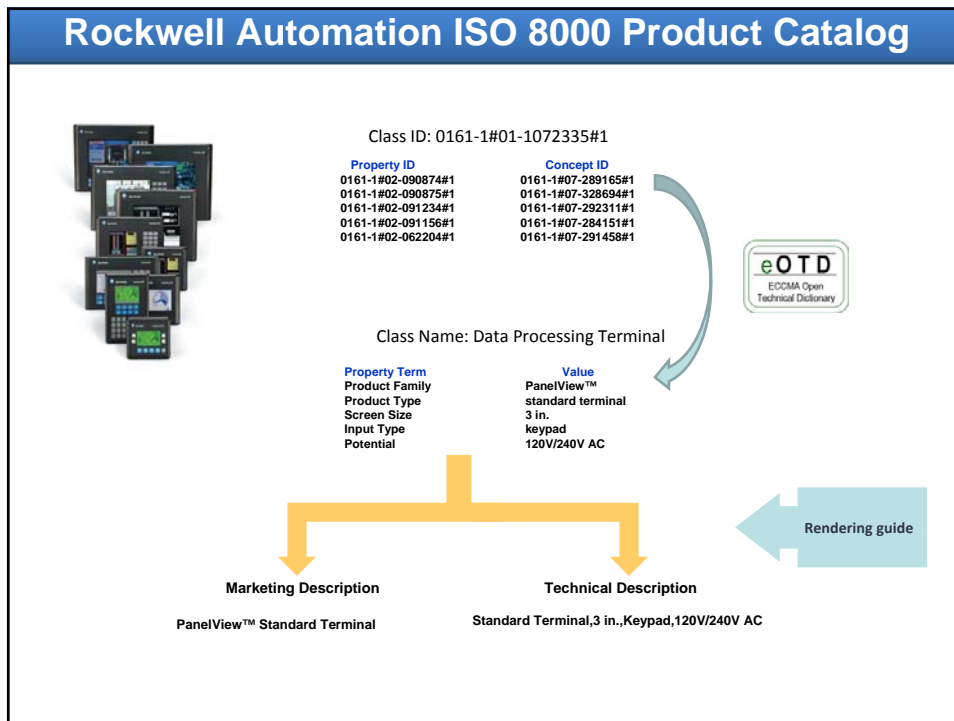 Rockwell Automation ISO 8000 Product Catalog
Class ID: 0161-1#01-1072335#1
Property ID Concept ID
0161-1#02-090874#1 0161-1#07-289165#1
0161-1#02-090875#1 0161-1#07-328694#1
0161-1#02-091234#1 0161-1#07-292311#1
0161-1#02-091156#1 0161-1#07-284151#1
0161-1#02-062204#1 0161-1#07-291458#1
eOTD
ECCMA Open
Technical Dictionary
Class Name: Data Processing Terminal
Property Term Value
Product Family PanelView™
Product Type standard terminal
Screen Size 3 in.
Input Type keypad
Potential 120V/240V AC
Rendering guide
Marketing Description Technical Description
PanelView™ Standard Terminal Standard Terminal,3 in.,Keypad,120V/240V AC